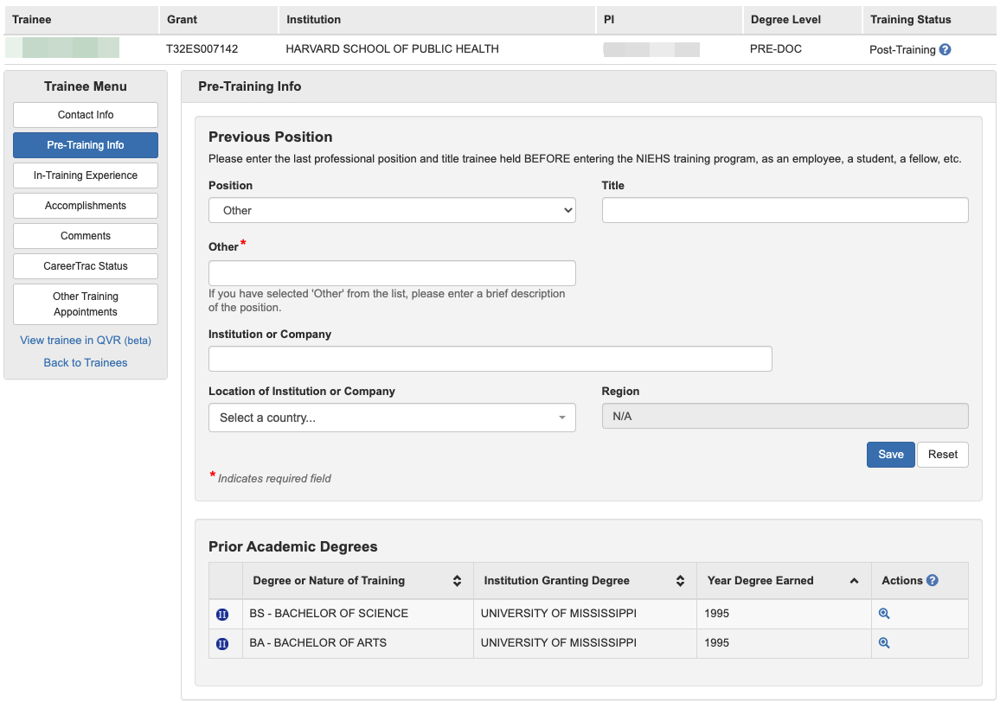 Trainee Grant Institution PI Degree Level Training Status
T32ES007142 HARVARD SCHOOL OF PUBLIC HEALTH PRE-DOC Post-Training ?
Trainee Menu
Contact Info
Pre-Training Info
In-Training Experience
Accomplishments
Comments
CareerTrac Status
Other Training
Appointments
View trainee in QVR (beta)
Back to Trainees
Pre-Training Info
Previous Position
Please enter the last professional position and title trainee held BEFORE entering the NIEHS training program, as an employee, a student, a fellow, etc.
Position Title
Other
Other *
If you have selected 'Other' from the list, please enter a brief description
of the position.
Institution or Company
Location of Institution or Company Region
Select a country... N/A
Save Reset
* Indicates required field
Prior Academic Degrees
Degree or Nature of Training Institution Granting Degree Year Degree Earned Actions ?
II BS - BACHELOR OF SCIENCE UNIVERSITY OF MISSISSIPPI 1995
II BA - BACHELOR OF ARTS UNIVERSITY OF MISSISSIPPI 1995